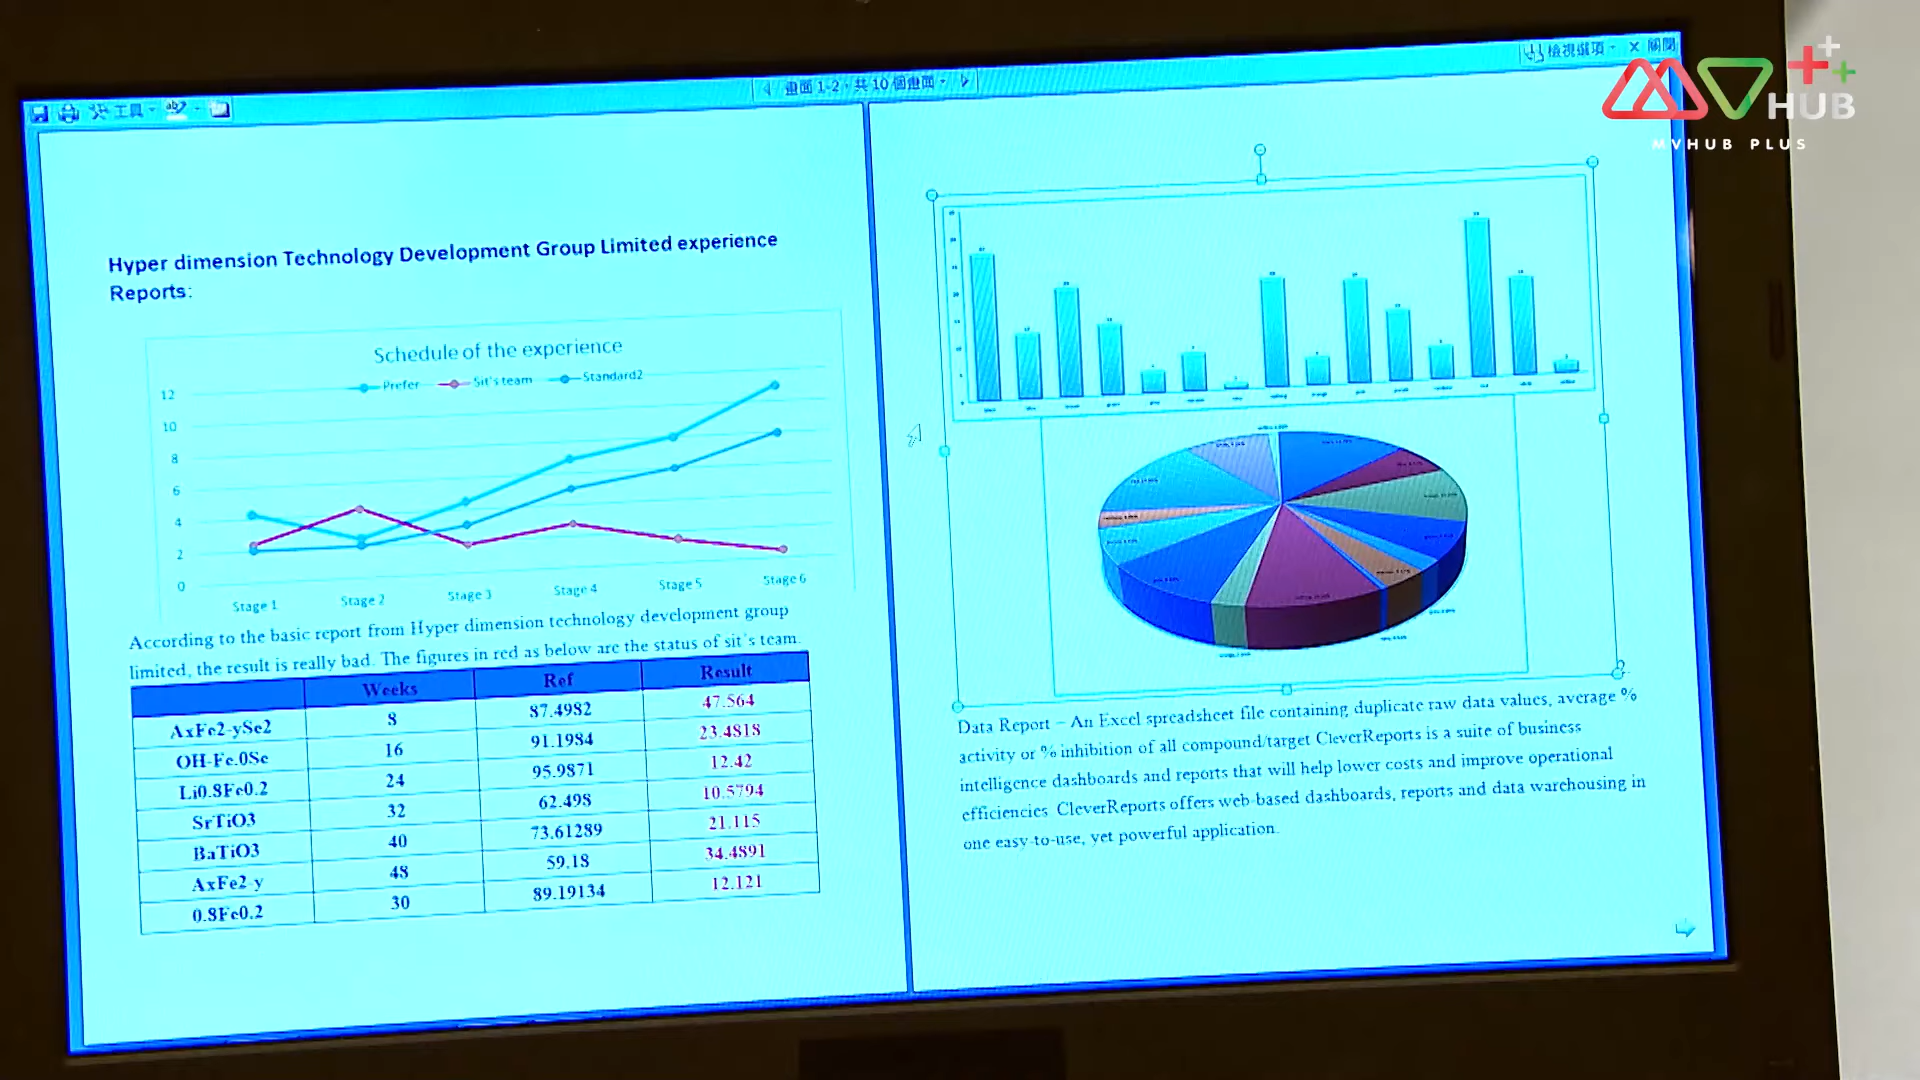 檢視選項 關閉
工具 畫面 1-2，共 10 個畫面
HUB
MVHUB PLUS
Hyper dimension Technology Development Group Limited experience
Reports:
Schedule of the experience
Prefer Sit's team Standard2
12
10
8
6
4
2
0
Stage 1 Stage 2 Stage 3 Stage 4 Stage 5 Stage 6
According to the basic report from Hyper dimension technology development group
limited, the result is really bad. The figures in red as below are the status of sit's team.
Weeks Ref Result
AxFe2-ySe2 8 87.4982 47.564
OH-Fe.0Se 16 91.1984 23.4818
Li0.8Fe0.2 24 95.9871 12.42
SrTiO3 32 62.498 10.5794
BaTiO3 40 73.61289 21.115
AxFe2-y 48 59.18 34.4891
0.8Fe0.2 30 89.19134 12.121
Data Report – An Excel spreadsheet file containing duplicate raw data values, average %
activity or % inhibition of all compound/target CleverReports is a suite of business
intelligence dashboards and reports that will help lower costs and improve operational
efficiencies. CleverReports offers web-based dashboards, reports and data warehousing in
one easy-to-use, yet powerful application.